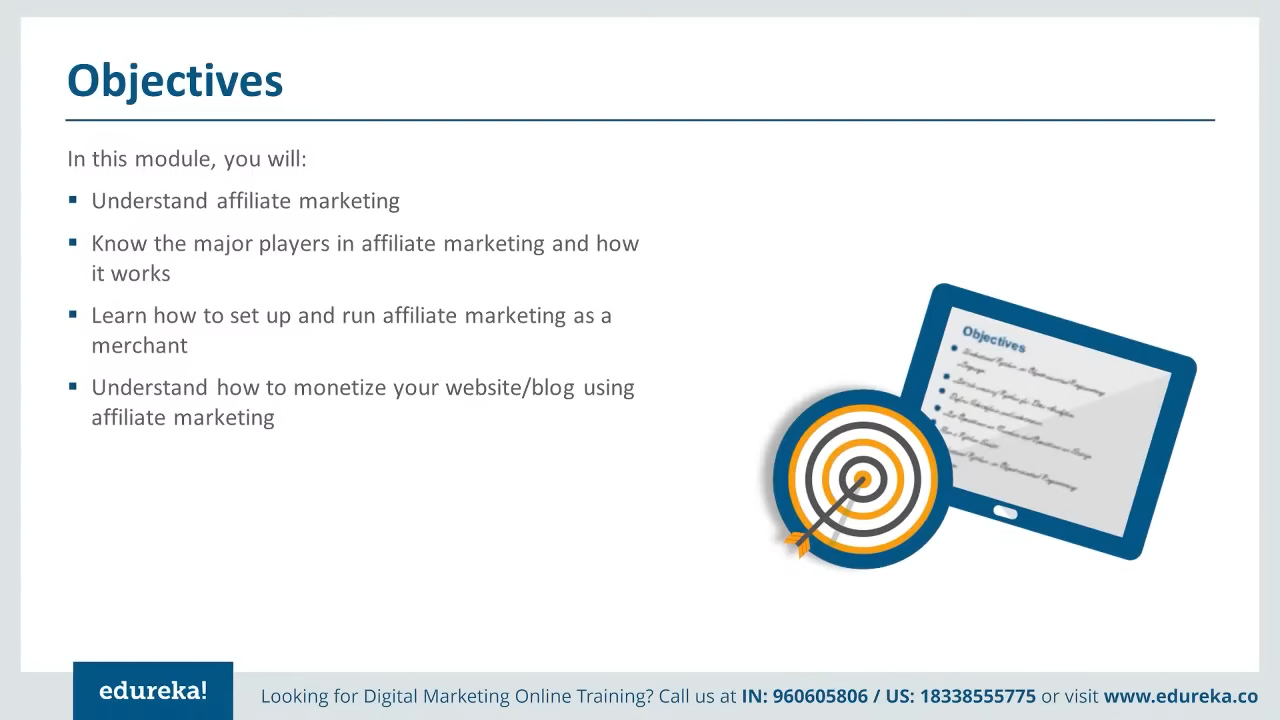 Objectives
In this module, you will:
▪ Understand affiliate marketing
▪ Know the major players in affiliate marketing and how
it works
▪ Learn how to set up and run affiliate marketing as a
merchant
▪ Understand how to monetize your website/blog using
affiliate marketing
Objectives
edureka!
Looking for Digital Marketing Online Training? Call us at IN: 960605806 / US: 18338555775 or visit www.edureka.co